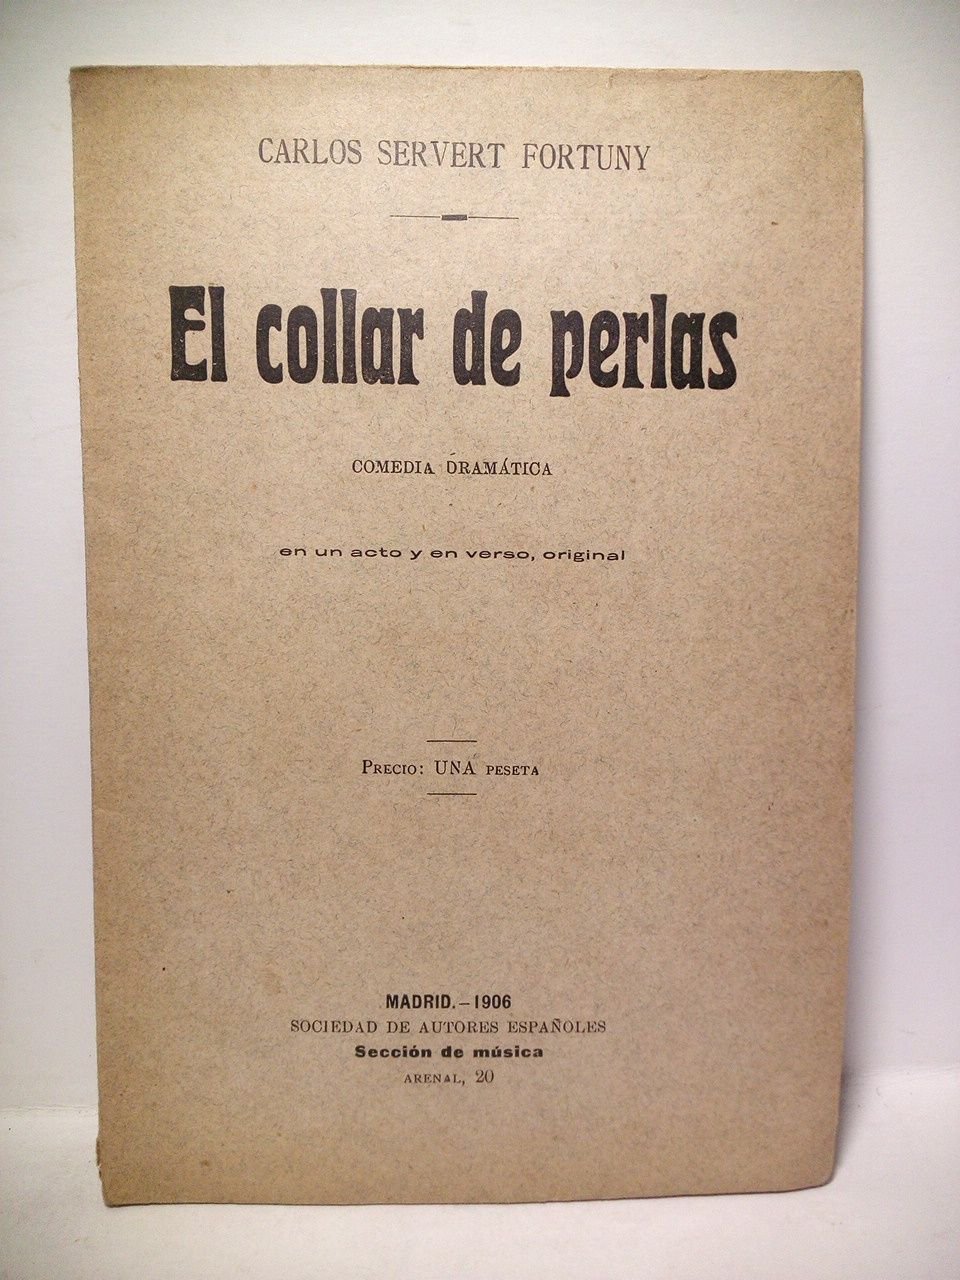 CARLOS SERVERT FORTUNY
El collar de perlas
COMEDIA DRAMÁTICA
en un acto y en verso, original
PRECIO: UNA PESETA
MADRID.—1906
SOCIEDAD DE AUTORES ESPAÑOLES
Sección de música
ARENAL, 20